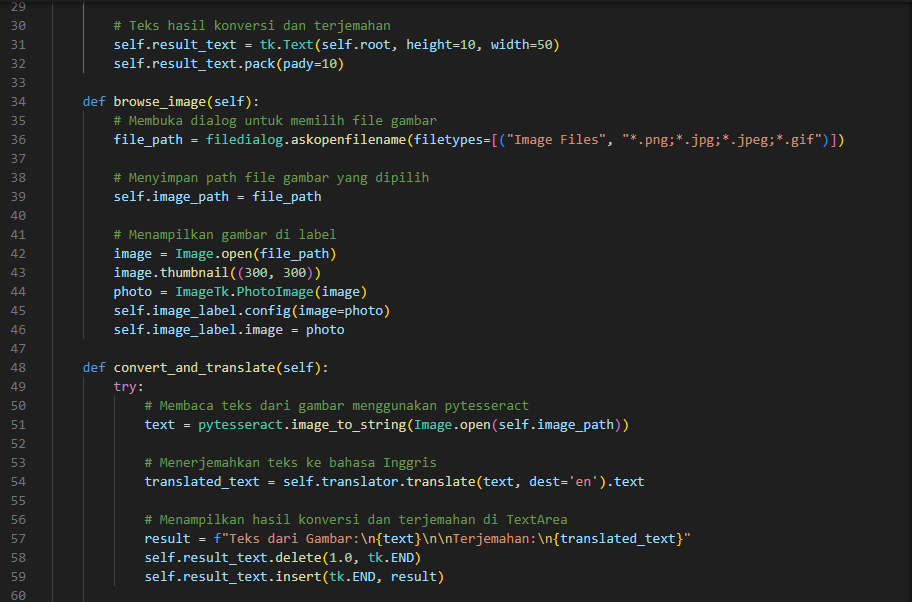 29
30 # Teks hasil konversi dan terjemahan
31 self.result_text = tk.Text(self.root, height=10, width=50)
32 self.result_text.pack(pady=10)
33
34 def browse_image(self):
35 # Membuka dialog untuk memilih file gambar
36 file_path = filedialog.askopenfilename(filetypes=[("Image Files", "*.png;*.jpg;*.jpeg;*.gif")])
37
38 # Menyimpan path file gambar yang dipilih
39 self.image_path = file_path
40
41 # Menampilkan gambar di label
42 image = Image.open(file_path)
43 image.thumbnail((300, 300))
44 photo = ImageTk.PhotoImage(image)
45 self.image_label.config(image=photo)
46 self.image_label.image = photo
47
48 def convert_and_translate(self):
49 try:
50 # Membaca teks dari gambar menggunakan pytesseract
51 text = pytesseract.image_to_string(Image.open(self.image_path))
52
53 # Menerjemahkan teks ke bahasa Inggris
54 translated_text = self.translator.translate(text, dest='en').text
55
56 # Menampilkan hasil konversi dan terjemahan di TextArea
57 result = f"Teks dari Gambar:\n{text}\n\nTerjemahan:\n{translated_text}"
58 self.result_text.delete(1.0, tk.END)
59 self.result_text.insert(tk.END, result)
60